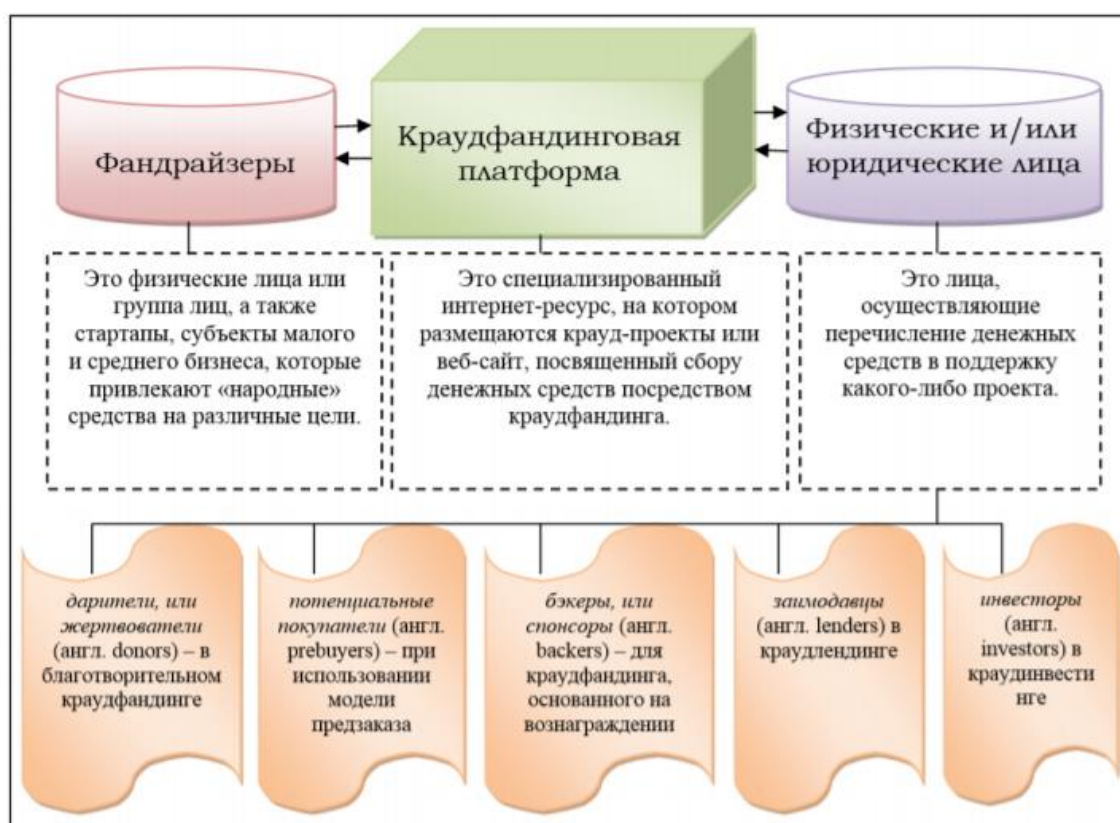 Фандрайзеры
Краудфандинговая
платформа
Физические и/или
юридические лица
Это физические лица или
группа лиц, а также
стартапы, субъекты малого
и среднего бизнеса, которые
привлекают «народные»
средства на различные цели.
Это специализированный
интернет-ресурс, на котором
размещаются крауд-проекты или
веб-сайт, посвященный сбору
денежных средств посредством
краудфандинга.
Это лица,
осуществляющие
перечисление денежных
средств в поддержку
какого-либо проекта.
дарители, или
жертвователи
(англ. donors) – в
благотворительном
краудфандинге
потенциальные
покупатели (англ.
prebuyers) – при
использовании
модели
предзаказа
бэкеры, или
спонсоры (англ.
backers) – для
краудфандинга,
основанного на
вознаграждении
заимодавцы
(англ. lenders) в
краудлендинге
инвесторы
(англ.
investors) в
краудинвести
нге